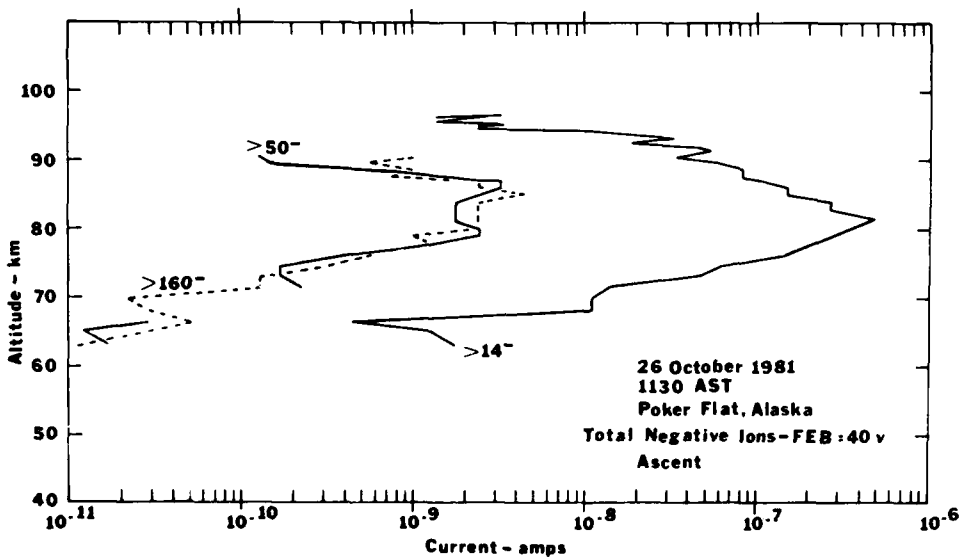 100
90
80
70
60
50
40
Altitude – km
>50⁻
>160⁻
>14⁻
26 October 1981
1130 AST
Poker Flat, Alaska
Total Negative Ions–FEB : 40 v
Ascent
10⁻¹¹ 10⁻¹⁰ 10⁻⁹ 10⁻⁸ 10⁻⁷ 10⁻⁶
Current – amps